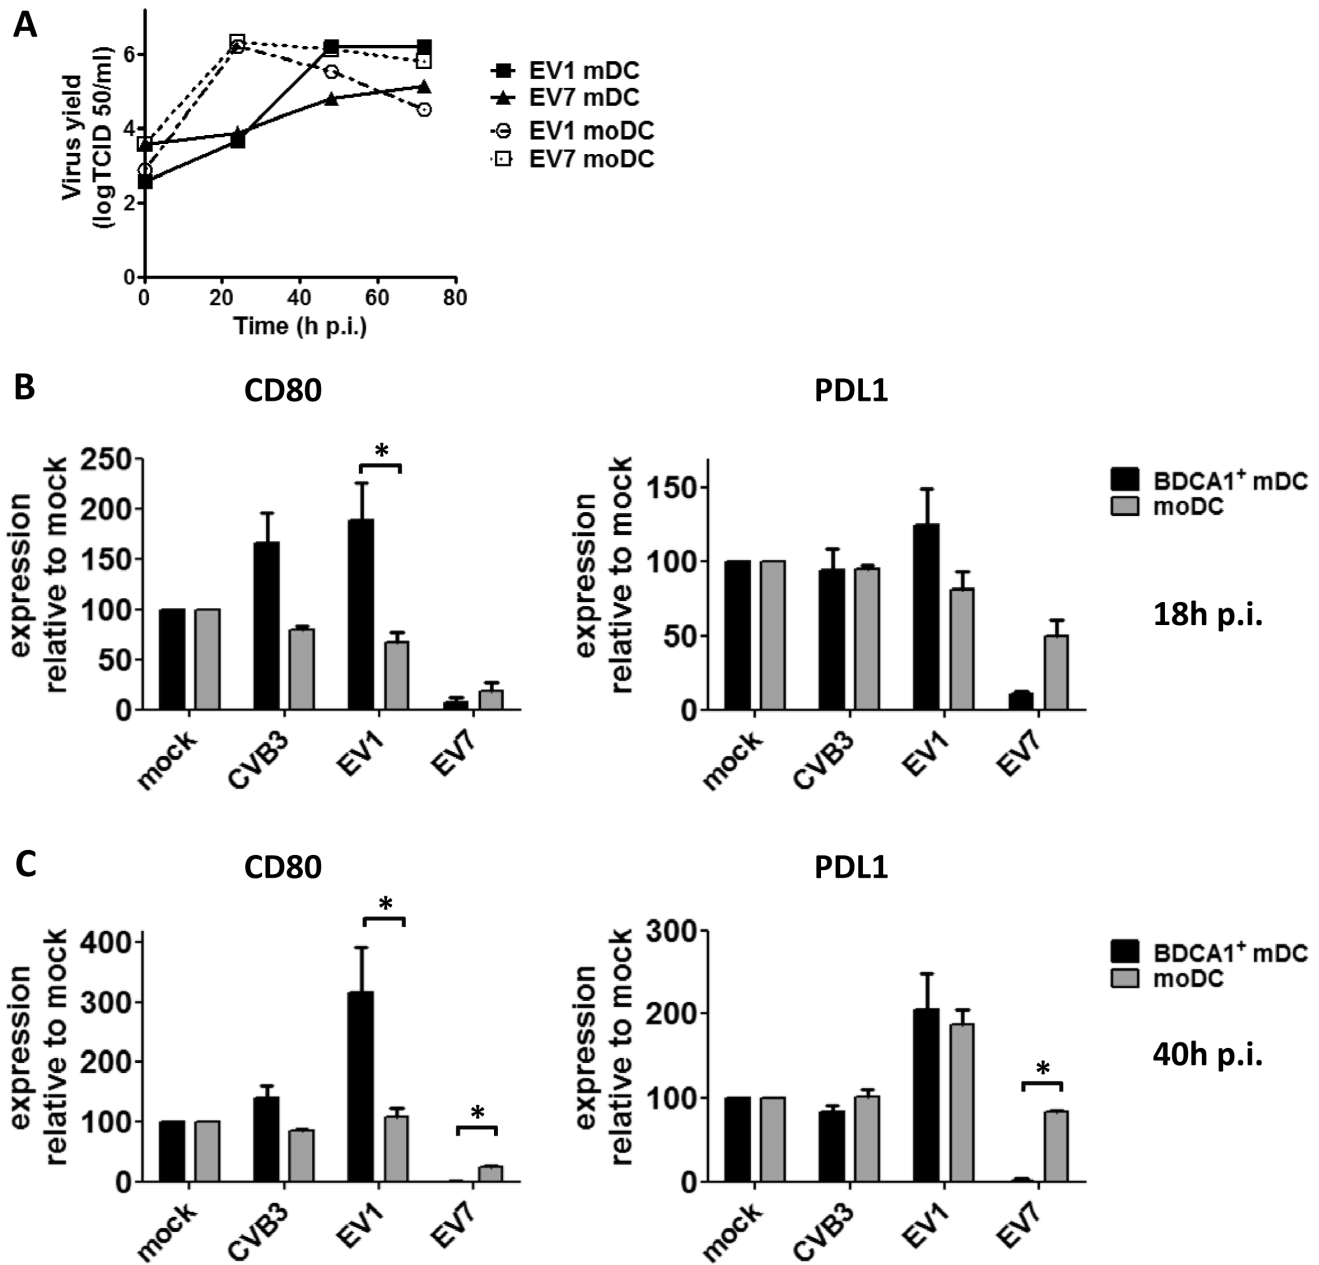 A
Virus yield
(log TCID 50/ml)
6
4
2
0
0 20 40 60 80
Time (h p.i.)
EV1 mDC
EV7 mDC
EV1 moDC
EV7 moDC
B
CD80
expression
relative to mock
250
200
150
100
50
0
*
mock CVB3 EV1 EV7
PDL1
expression
relative to mock
150
100
50
0
mock CVB3 EV1 EV7
BDCA1+ mDC
moDC
18h p.i.
C
CD80
expression
relative to mock
400
300
200
100
0
*
*
mock CVB3 EV1 EV7
PDL1
expression
relative to mock
300
200
100
0
*
mock CVB3 EV1 EV7
BDCA1+ mDC
moDC
40h p.i.